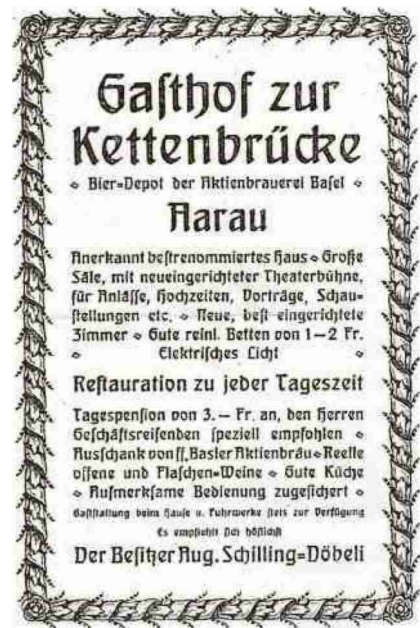 Gaſthof zur
Kettenbrücke
⬦ Bier=Depot der Aktienbrauerei Baſel ⬦
Aarau
Anerkannt beſtrenommiertes Haus ⬦ Große
Säle, mit neueingerichteter Theaterbühne,
für Anläſſe, Hochzeiten, Vorträge, Schau=
ſtellungen etc. ⬦ Neue, beſt eingerichtete
Zimmer ⬦ Gute reinl. Betten von 1–2 Fr.
⬦ Elektriſches Licht ⬦
Reſtauration zu jeder Tageszeit
Tagespenſion von 3.– Fr. an, den Herren
Geſchäftsreiſenden ſpeziell empfohlen ⬦
Ausſchank von ff. Basler Aktienbräu ⬦ Reelle
offene und Flaſchen=Weine ⬦ Gute Küche
⬦ Aufmerkſame Bedienung zugeſichert ⬦
Gaſtſtallung beim Hauſe u. Fuhrwerke ſtets zur Verfügung
Es empfiehlt ſich höflichſt
Der Beſitzer Aug. Schilling=Döbeli